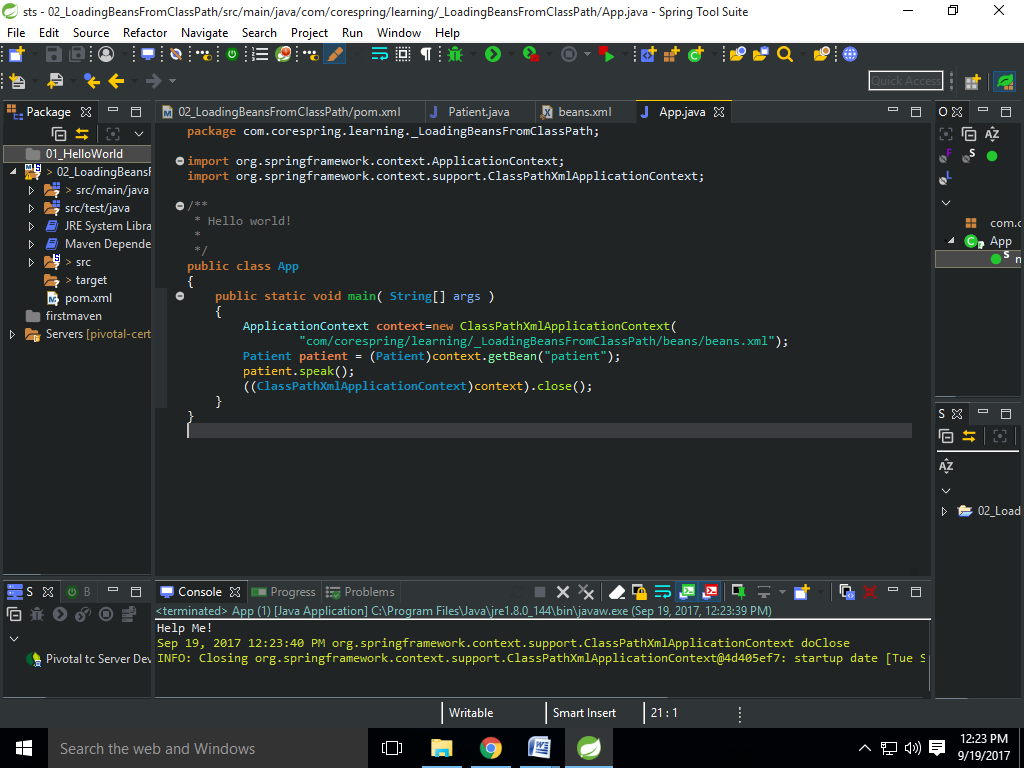 sts - 02_LoadingBeansFromClassPath/src/main/java/com/corespring/learning/_LoadingBeansFromClassPath/App.java - Spring Tool Suite
File Edit Source Refactor Navigate Search Project Run Window Help
Quick Access
Package
01_HelloWorld
> 02_LoadingBeansF
> src/main/java
src/test/java
JRE System Libra
Maven Depende
> src
> target
pom.xml
firstmaven
Servers [pivotal-cert
02_LoadingBeansFromClassPath/pom.xml Patient.java beans.xml App.java
package com.corespring.learning._LoadingBeansFromClassPath;
import org.springframework.context.ApplicationContext;
import org.springframework.context.support.ClassPathXmlApplicationContext;
/**
* Hello world!
*
*/
public class App
{
public static void main( String[] args )
{
ApplicationContext context=new ClassPathXmlApplicationContext(
"com/corespring/learning/_LoadingBeansFromClassPath/beans/beans.xml");
Patient patient = (Patient)context.getBean("patient");
patient.speak();
((ClassPathXmlApplicationContext)context).close();
}
}
O
com.c
App
S
02_Load
S B
Pivotal tc Server Dev
Console Progress Problems
<terminated> App (1) [Java Application] C:\Program Files\Java\jre1.8.0_144\bin\javaw.exe (Sep 19, 2017, 12:23:39 PM)
Help Me!
Sep 19, 2017 12:23:40 PM org.springframework.context.support.ClassPathXmlApplicationContext doClose
INFO: Closing org.springframework.context.support.ClassPathXmlApplicationContext@4d405ef7: startup date [Tue S
Writable Smart Insert 21 : 1
Search the web and Windows
12:23 PM
9/19/2017